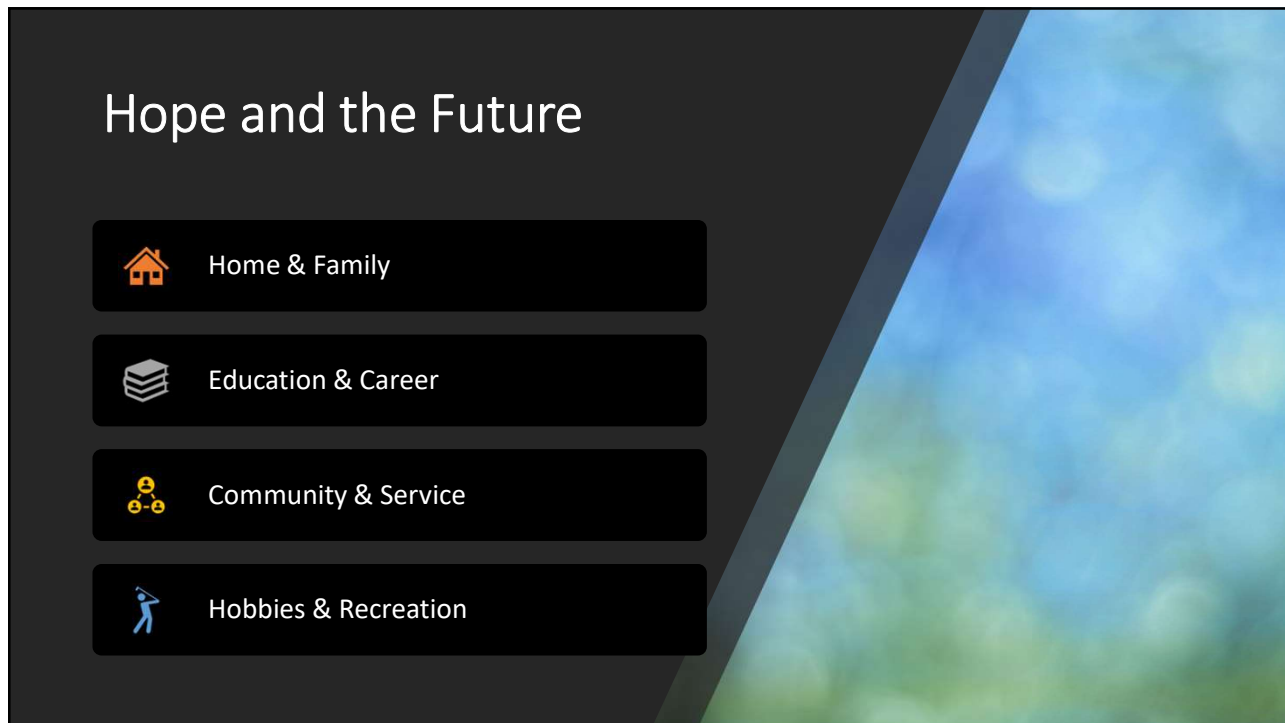 Hope and the Future
Home & Family
Education & Career
Community & Service
Hobbies & Recreation